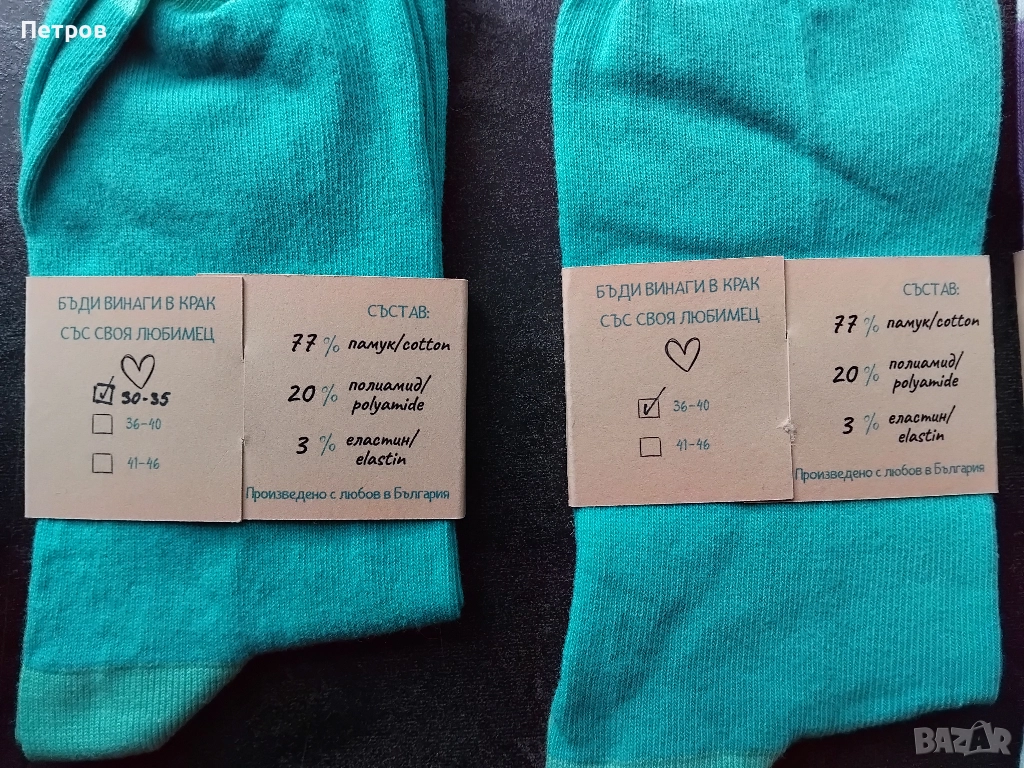 Петров
БЪДИ ВИНАГИ В КРАК
СЪС СВОЯ ЛЮБИМЕЦ
30-35
36-40
41-46
СЪСТАВ:
77 % памук/cotton
20 % полиамид/
polyamide
3 % еластин/
elastin
Произведено с любов в България
БЪДИ ВИНАГИ В КРАК
СЪС СВОЯ ЛЮБИМЕЦ
36-40
41-46
СЪСТАВ:
77 % памук/cotton
20 % полиамид/
polyamide
3 % еластин/
elastin
Произведено с любов в България
BAZAR